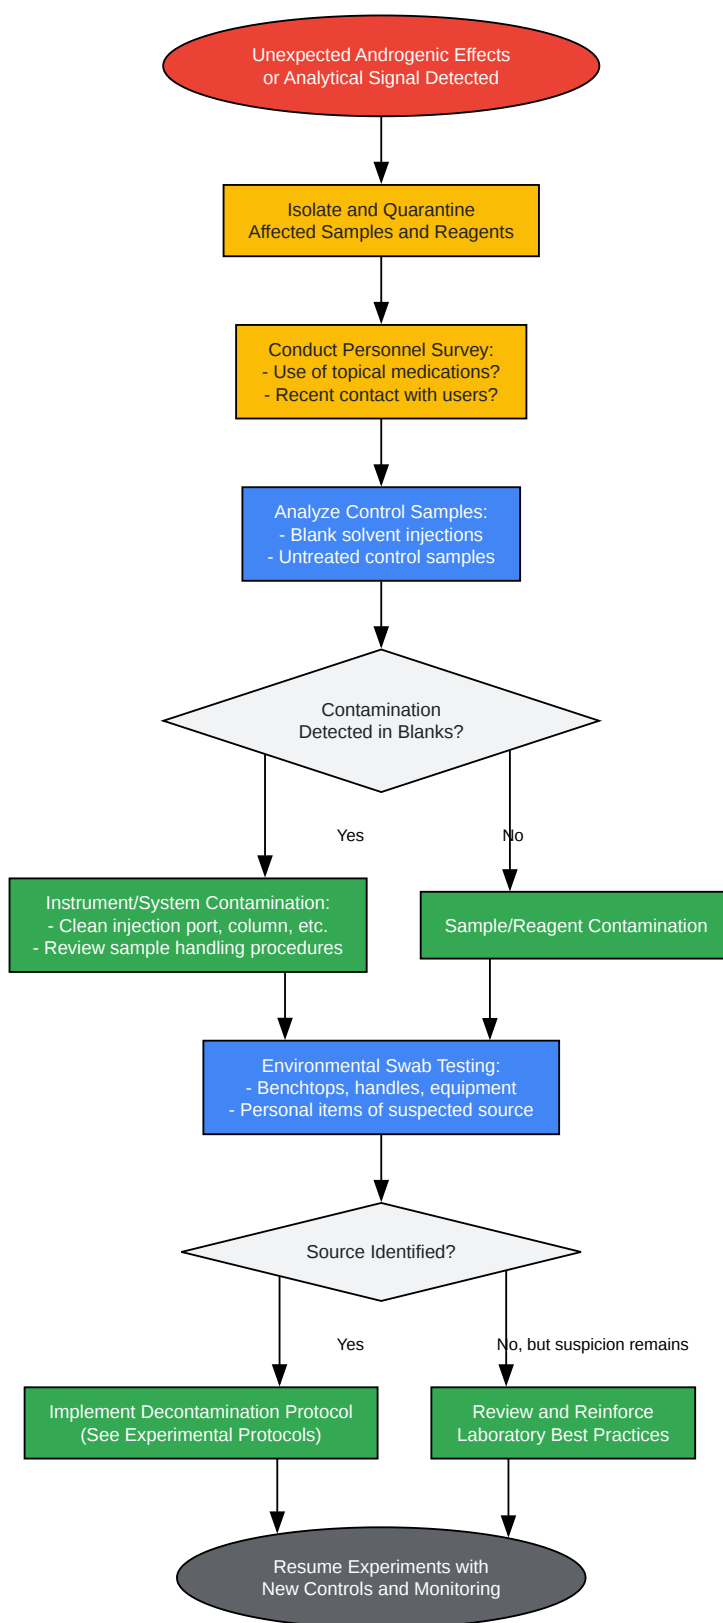 Unexpected Androgenic Effects
or Analytical Signal Detected
Isolate and Quarantine
Affected Samples and Reagents
Conduct Personnel Survey:
- Use of topical medications?
- Recent contact with users?
Analyze Control Samples:
- Blank solvent injections
- Untreated control samples
Contamination
Detected in Blanks?
Yes
No
Instrument/System Contamination:
- Clean injection port, column, etc.
- Review sample handling procedures
Sample/Reagent Contamination
Environmental Swab Testing:
- Benchtops, handles, equipment
- Personal items of suspected source
Source Identified?
Yes
No, but suspicion remains
Implement Decontamination Protocol
(See Experimental Protocols)
Review and Reinforce
Laboratory Best Practices
Resume Experiments with
New Controls and Monitoring